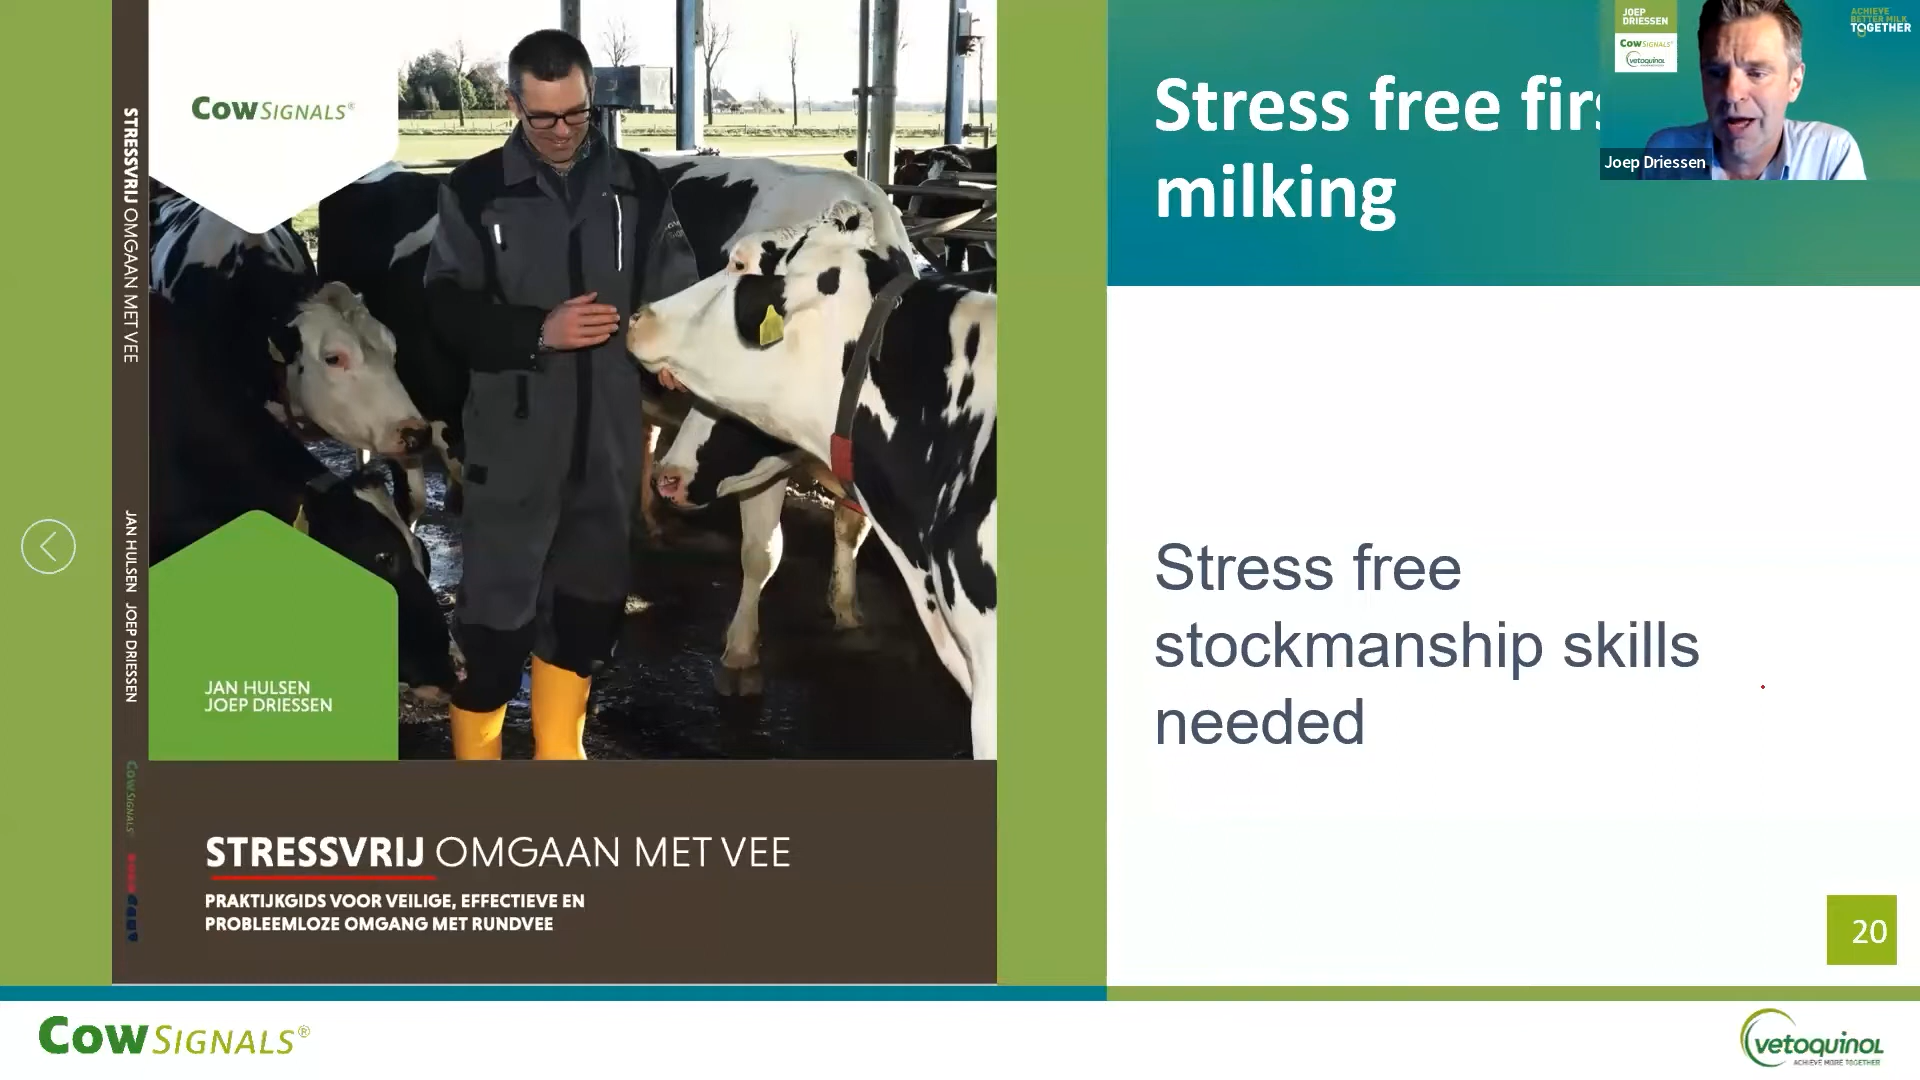 STRESSVRIJ OMGAAN MET VEE
JAN HULSEN JOEP DRIESSEN
COWSIGNALS
COWSIGNALS®
JAN HULSEN
JOEP DRIESSEN
STRESSVRIJ OMGAAN MET VEE
PRAKTIJKGIDS VOOR VEILIGE, EFFECTIEVE EN
PROBLEEMLOZE OMGANG MET RUNDVEE
Stress free firs
milking
JOEP
DRIESSEN
COWSIGNALS®
vetoquinol
Joep Driessen
ACHIEVE
BETTER MILK
TOGETHER
Stress free
stockmanship skills
needed
20
COWSIGNALS®
vetoquinol
ACHIEVE MORE TOGETHER